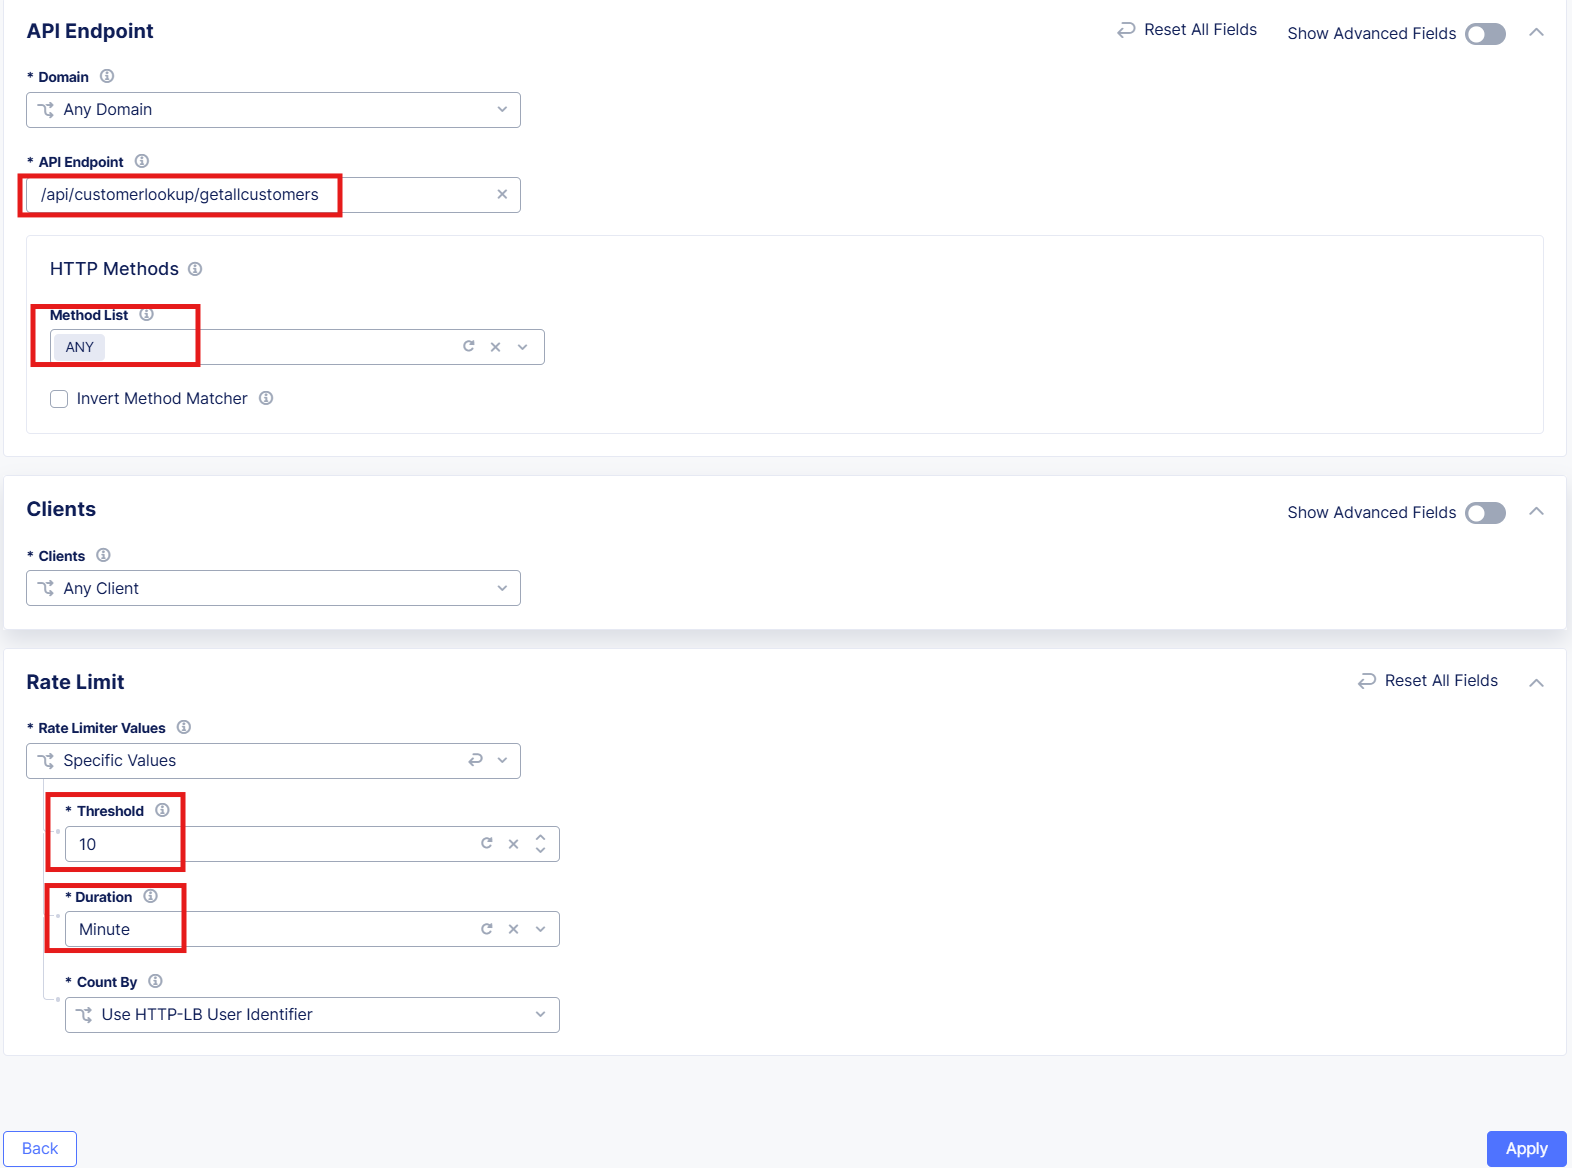 API Endpoint
Reset All Fields
Show Advanced Fields
* Domain
Any Domain
* API Endpoint
/api/customerlookup/getallcustomers
HTTP Methods
Method List
ANY
Invert Method Matcher
Clients
Show Advanced Fields
* Clients
Any Client
Rate Limit
Reset All Fields
* Rate Limiter Values
Specific Values
* Threshold
10
* Duration
Minute
* Count By
Use HTTP-LB User Identifier
Back
Apply